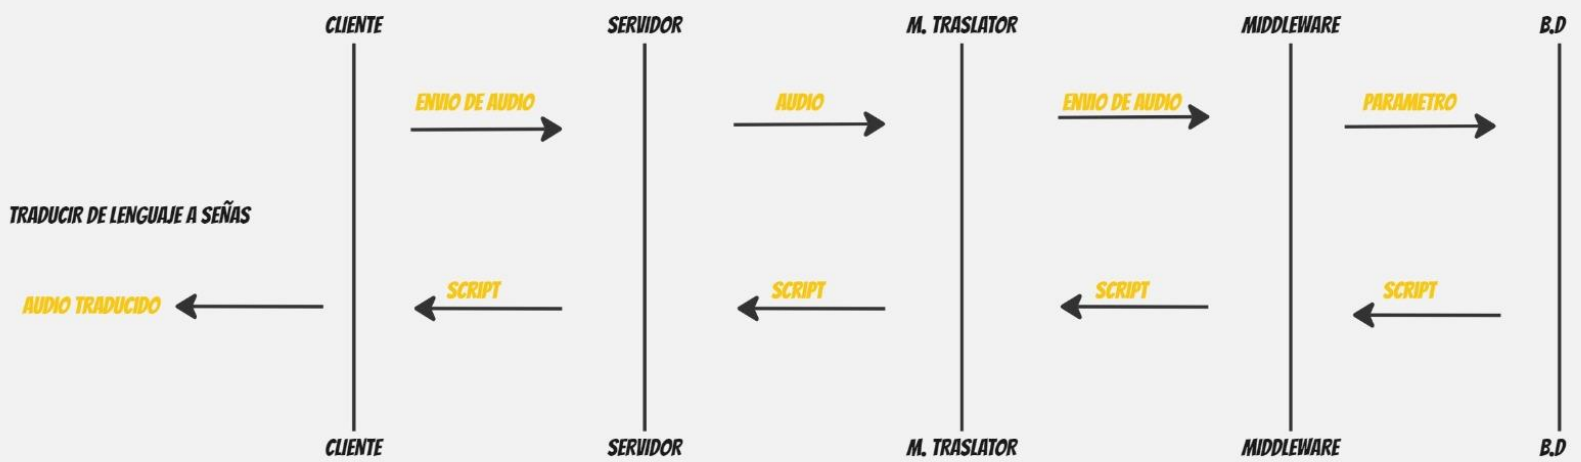 CLIENTE
SERVIDOR
M. TRASLATOR
MIDDLEWARE
B.D
ENVIO DE AUDIO
AUDIO
ENVIO DE AUDIO
PARAMETRO
TRADUCIR DE LENGUAJE A SEÑAS
AUDIO TRADUCIDO
SCRIPT
SCRIPT
SCRIPT
SCRIPT
CLIENTE
SERVIDOR
M. TRASLATOR
MIDDLEWARE
B.D